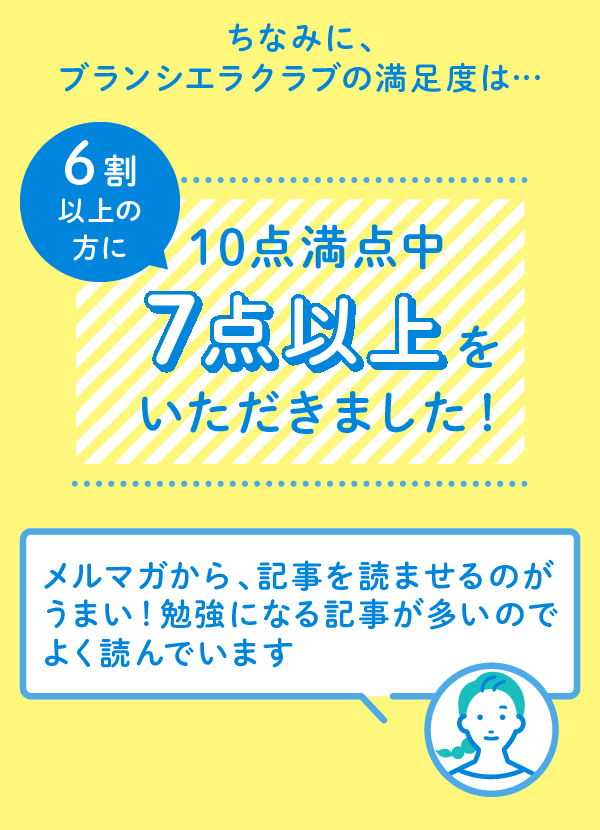 ちなみに、
ブランシエラクラブの満足度は…
6割
以上の
方に
10点満点中
7点以上を
いただきました！
メルマガから、記事を読ませるのが
うまい！勉強になる記事が多いので
よく読んでいます